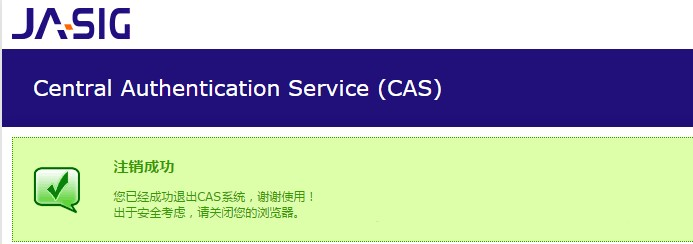 JASIG
Central Authentication Service (CAS)
注销成功
您已经成功退出CAS系统，谢谢使用！
出于安全考虑，请关闭您的浏览器。